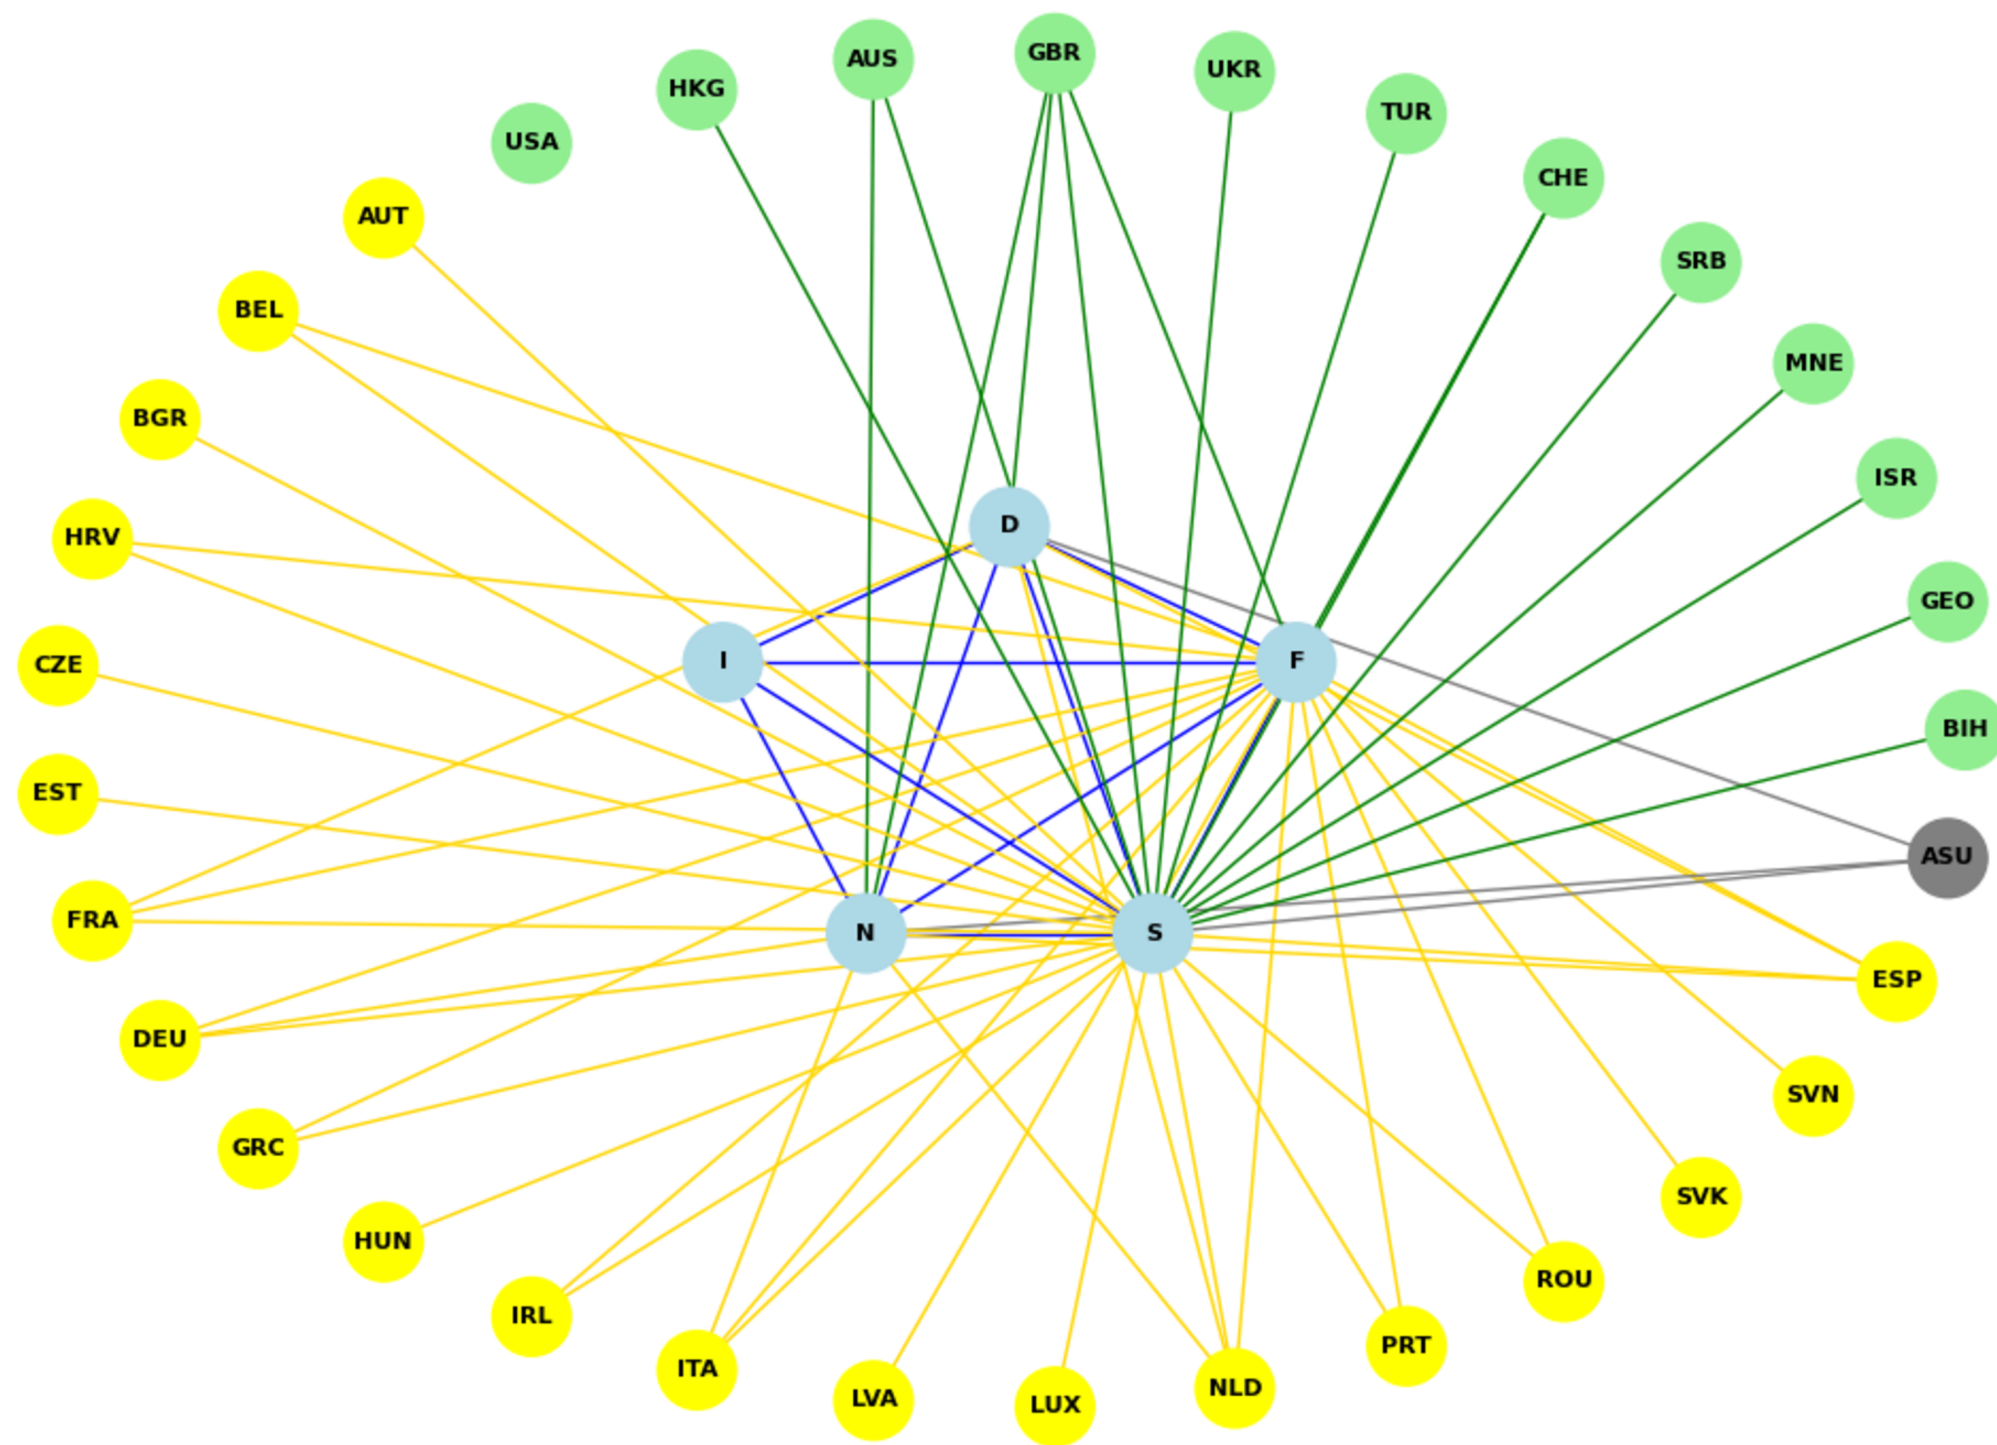 GBR
AUS
UKR
HKG
TUR
USA
CHE
AUT
SRB
BEL
MNE
BGR
ISR
D
HRV
GEO
I
F
CZE
BIH
EST
ASU
FRA
N
S
ESP
DEU
SVN
GRC
SVK
HUN
ROU
IRL
PRT
ITA
NLD
LVA
LUX